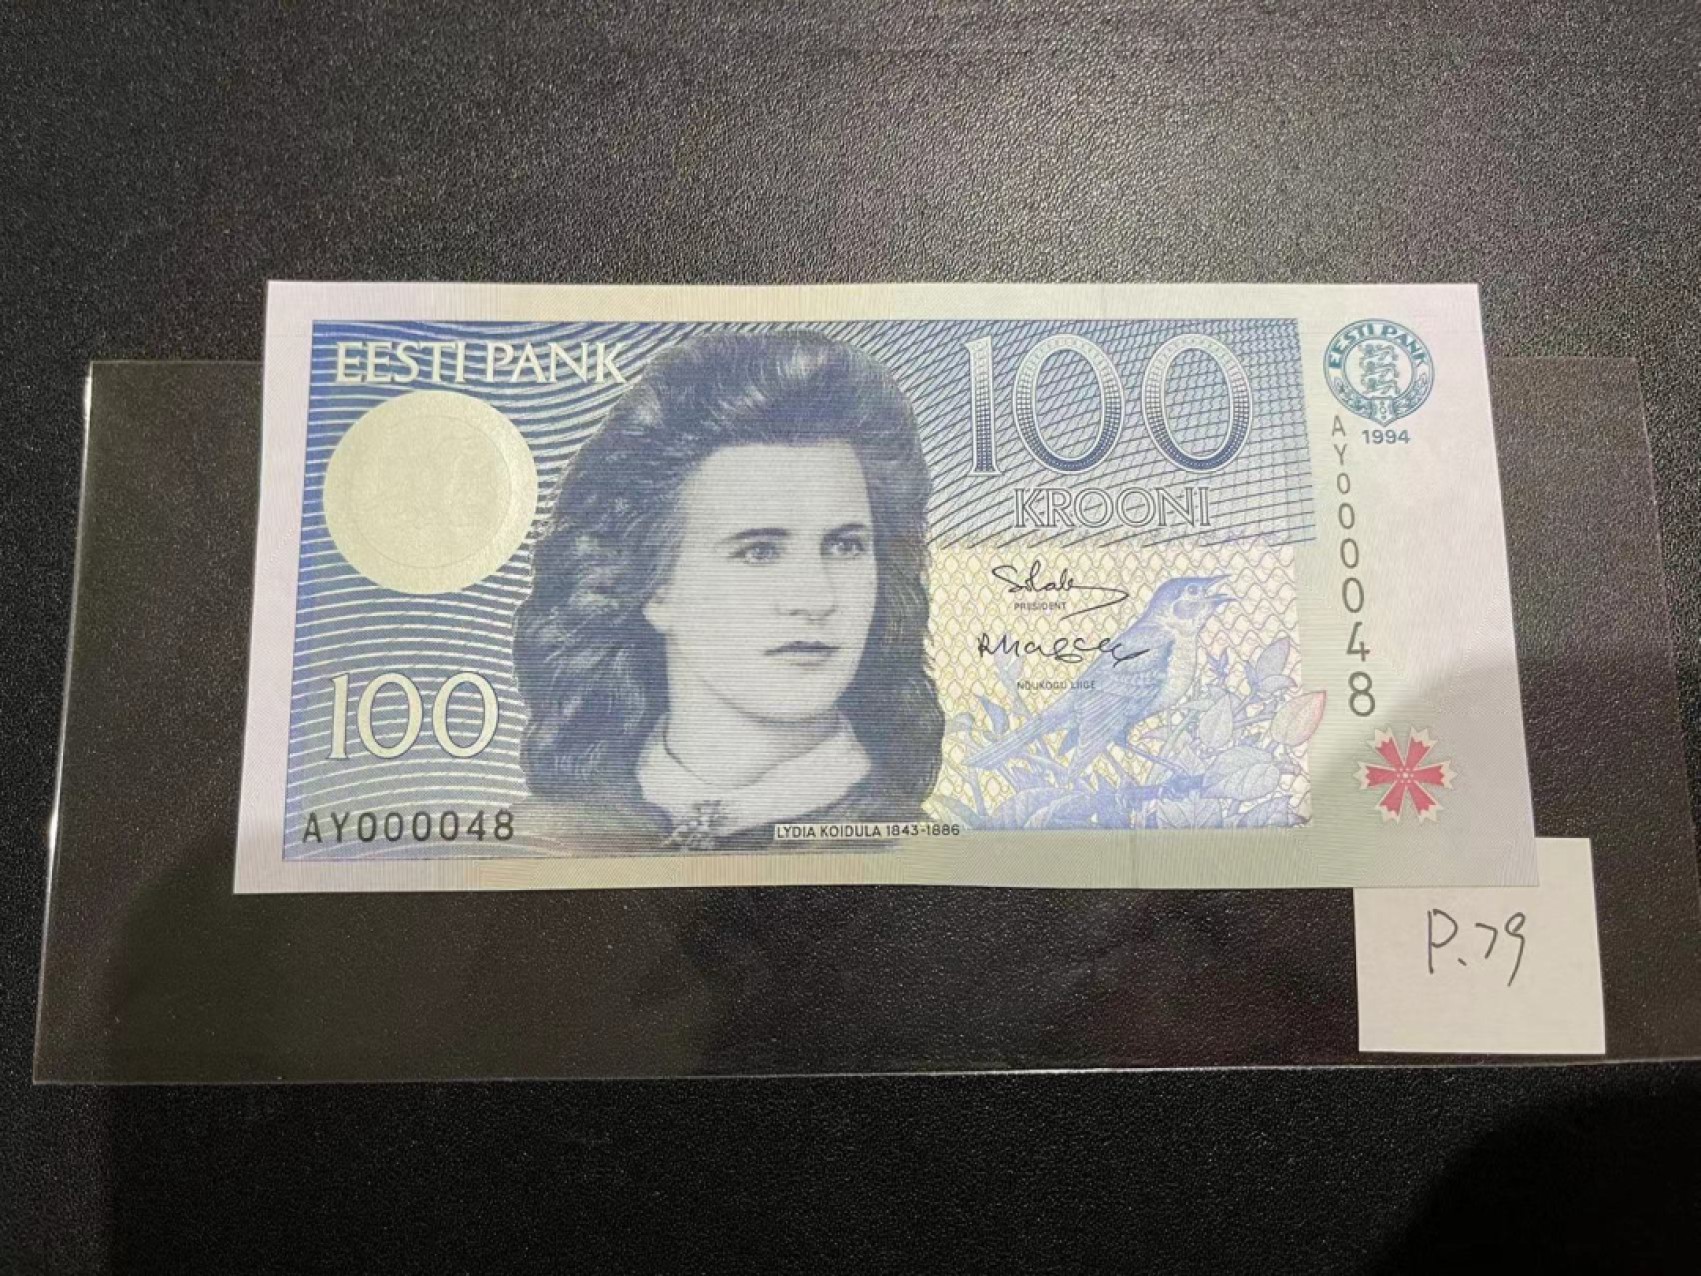 EESTI PANK
100
KROONI
EESTI PANK
1994
AY000048
PRESIDENT
NÕUKOGU LIIGE
100
AY000048
LYDIA KOIDULA 1843-1886
P.79